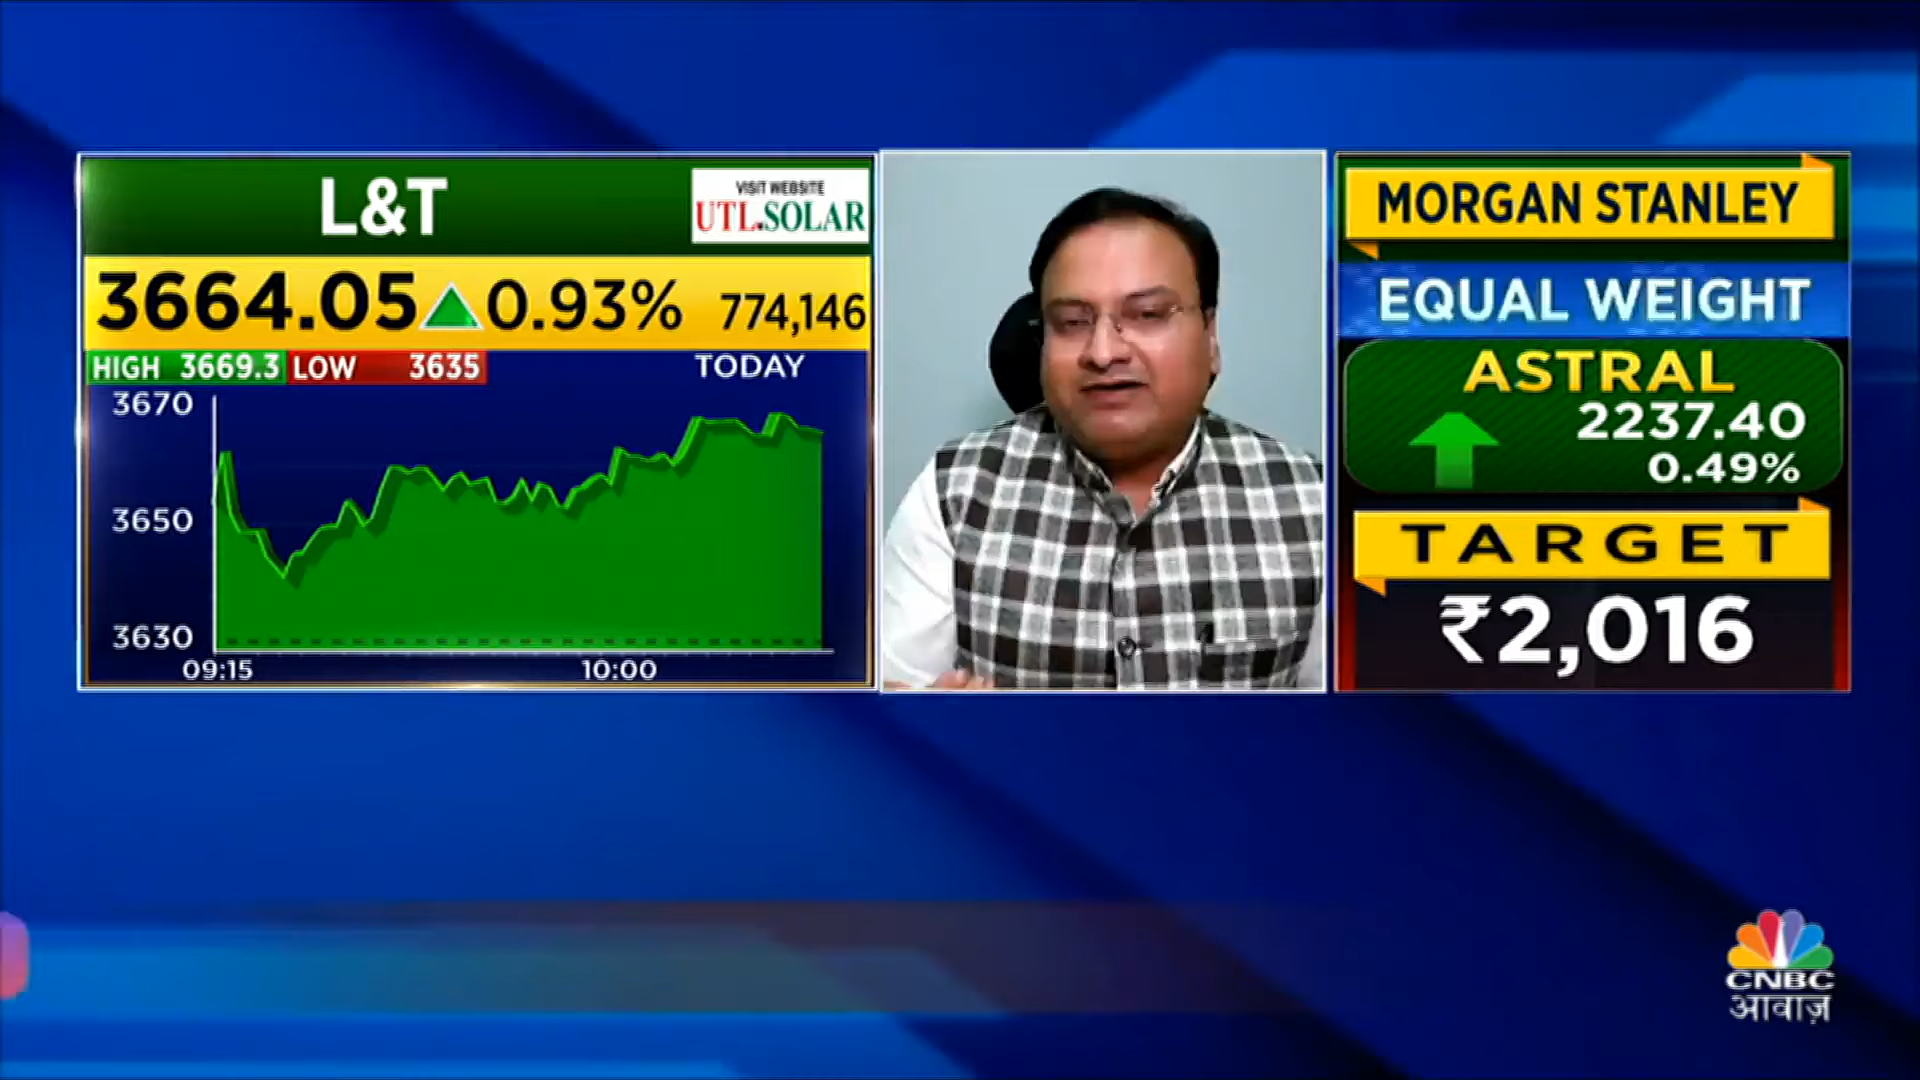 L&T
VISIT WEBSITE
UTL.SOLAR
3664.05 0.93% 774,146
HIGH 3669.3 LOW 3635 TODAY
3670
3650
3630
09:15 10:00
MORGAN STANLEY
EQUAL WEIGHT
ASTRAL
2237.40
0.49%
TARGET
₹2,016
CNBC
आवाज़